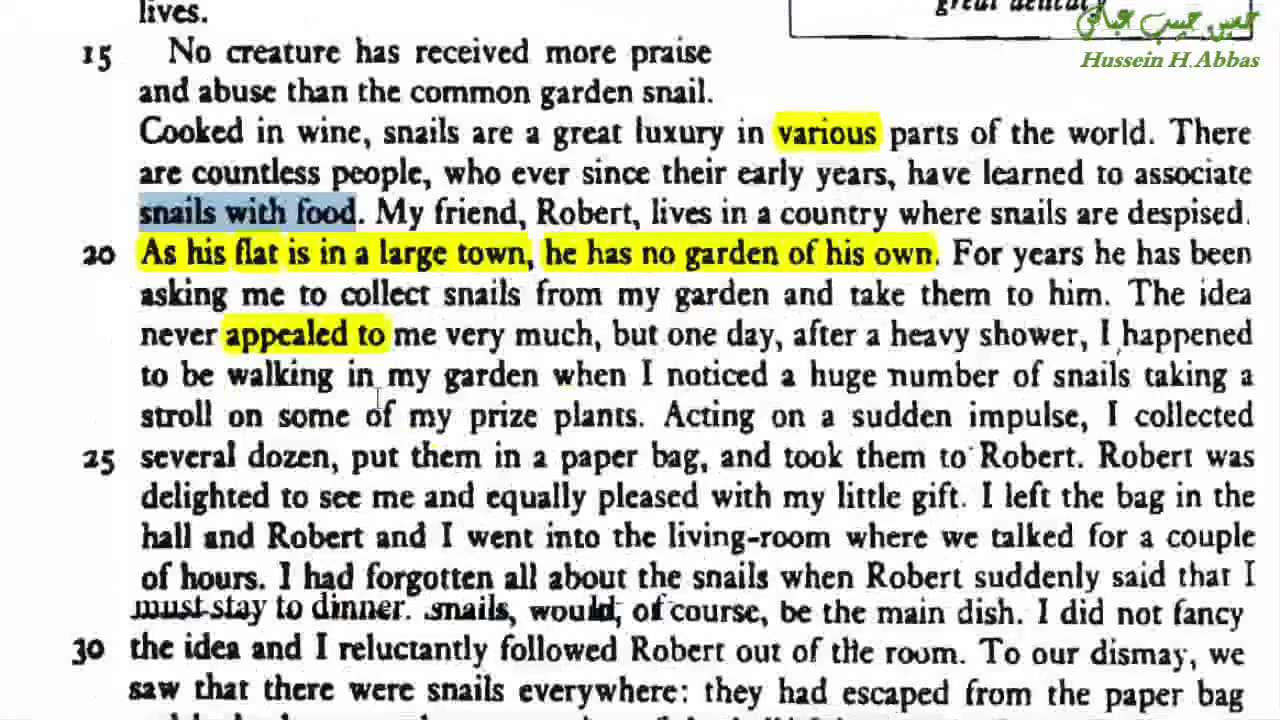 lives.
great delicacy
حسين حبيب عباس
Hussein H.Abbas
15 No creature has received more praise
and abuse than the common garden snail.
Cooked in wine, snails are a great luxury in various parts of the world. There
are countless people, who ever since their early years, have learned to associate
snails with food. My friend, Robert, lives in a country where snails are despised.
20 As his flat is in a large town, he has no garden of his own. For years he has been
asking me to collect snails from my garden and take them to him. The idea
never appealed to me very much, but one day, after a heavy shower, I happened
to be walking in my garden when I noticed a huge number of snails taking a
stroll on some of my prize plants. Acting on a sudden impulse, I collected
25 several dozen, put them in a paper bag, and took them to Robert. Robert was
delighted to see me and equally pleased with my little gift. I left the bag in the
hall and Robert and I went into the living-room where we talked for a couple
of hours. I had forgotten all about the snails when Robert suddenly said that I
must stay to dinner. snails, would, of course, be the main dish. I did not fancy
30 the idea and I reluctantly followed Robert out of the room. To our dismay, we
saw that there were snails everywhere: they had escaped from the paper bag